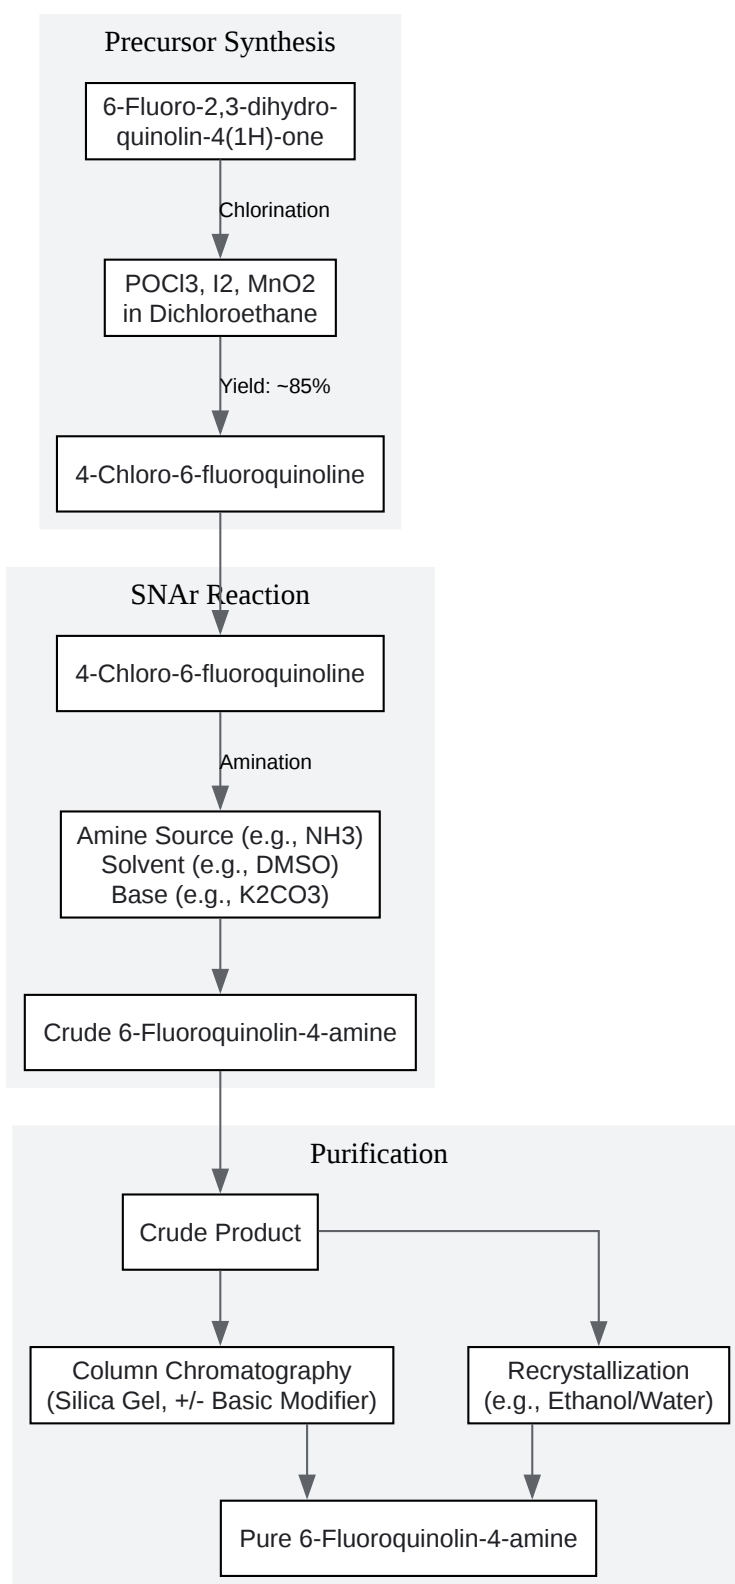 Precursor Synthesis
6-Fluoro-2,3-dihydro-
quinolin-4(1H)-one
Chlorination
POCl3, I2, MnO2
in Dichloroethane
Yield: ~85%
4-Chloro-6-fluoroquinoline
SNAr Reaction
4-Chloro-6-fluoroquinoline
Amination
Amine Source (e.g., NH3)
Solvent (e.g., DMSO)
Base (e.g., K2CO3)
Crude 6-Fluoroquinolin-4-amine
Purification
Crude Product
Column Chromatography
(Silica Gel, +/- Basic Modifier)
Recrystallization
(e.g., Ethanol/Water)
Pure 6-Fluoroquinolin-4-amine